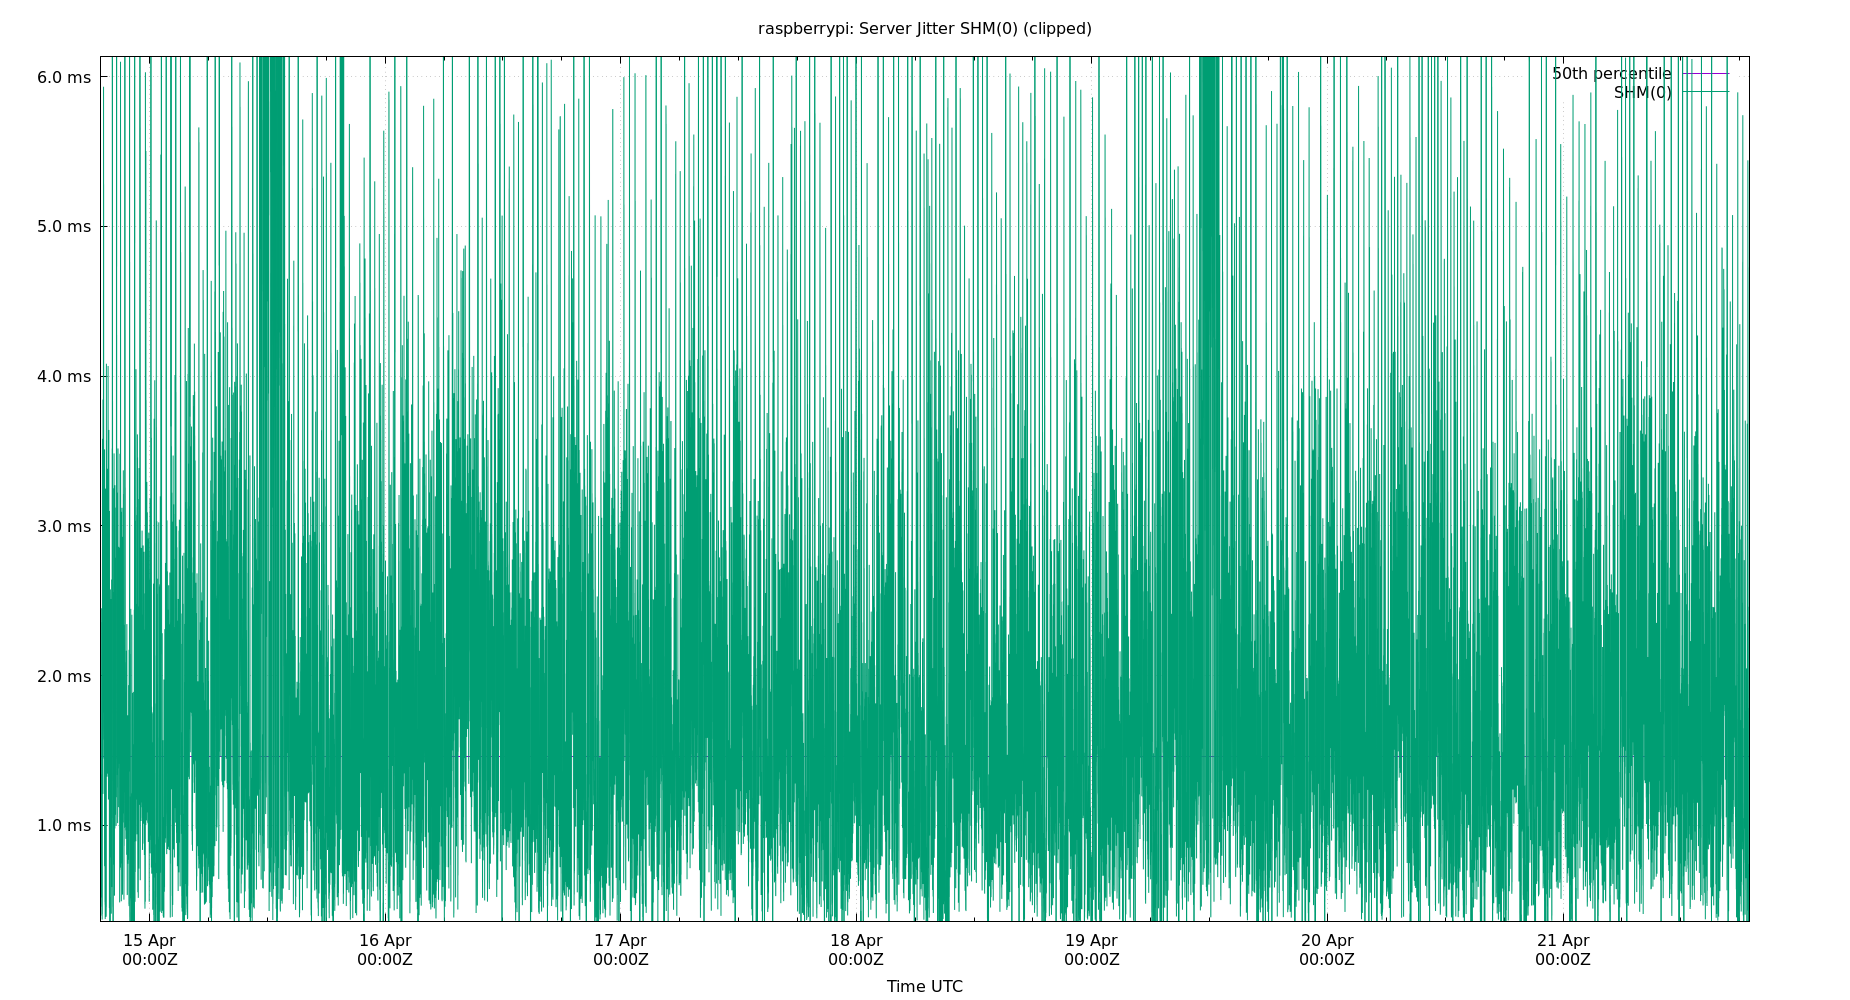 raspberrypi: Server Jitter SHM(0) (clipped)
6.0 ms
50th percentile
SHM(0)
5.0 ms
4.0 ms
3.0 ms
2.0 ms
1.0 ms
15 Apr 16 Apr 17 Apr 18 Apr 19 Apr 20 Apr 21 Apr
00:00Z 00:00Z 00:00Z 00:00Z 00:00Z 00:00Z 00:00Z
Time UTC